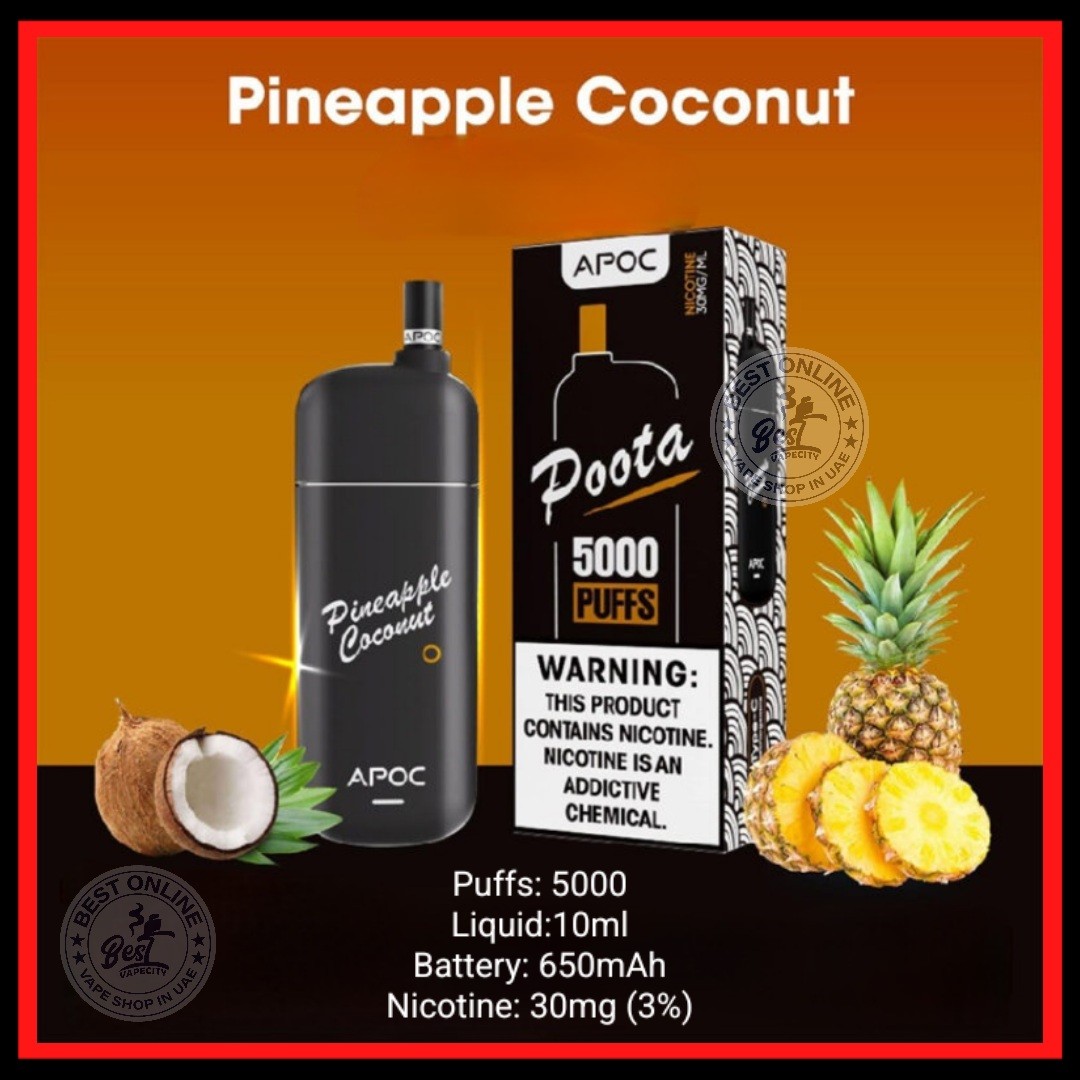 Pineapple Coconut
APOC
NICOTINE
30MG/ML
APOC
Poota
5000
PUFFS
Pineapple
Coconut
APOC
WARNING:
THIS PRODUCT
CONTAINS NICOTINE.
NICOTINE IS AN
ADDICTIVE
CHEMICAL.
APOC
BEST ONLINE
Best
VAPECITY
VAPE SHOP IN UAE
Puffs: 5000
Liquid:10ml
Battery: 650mAh
Nicotine: 30mg (3%)
BEST ONLINE
Best
VAPECITY
VAPE SHOP IN UAE